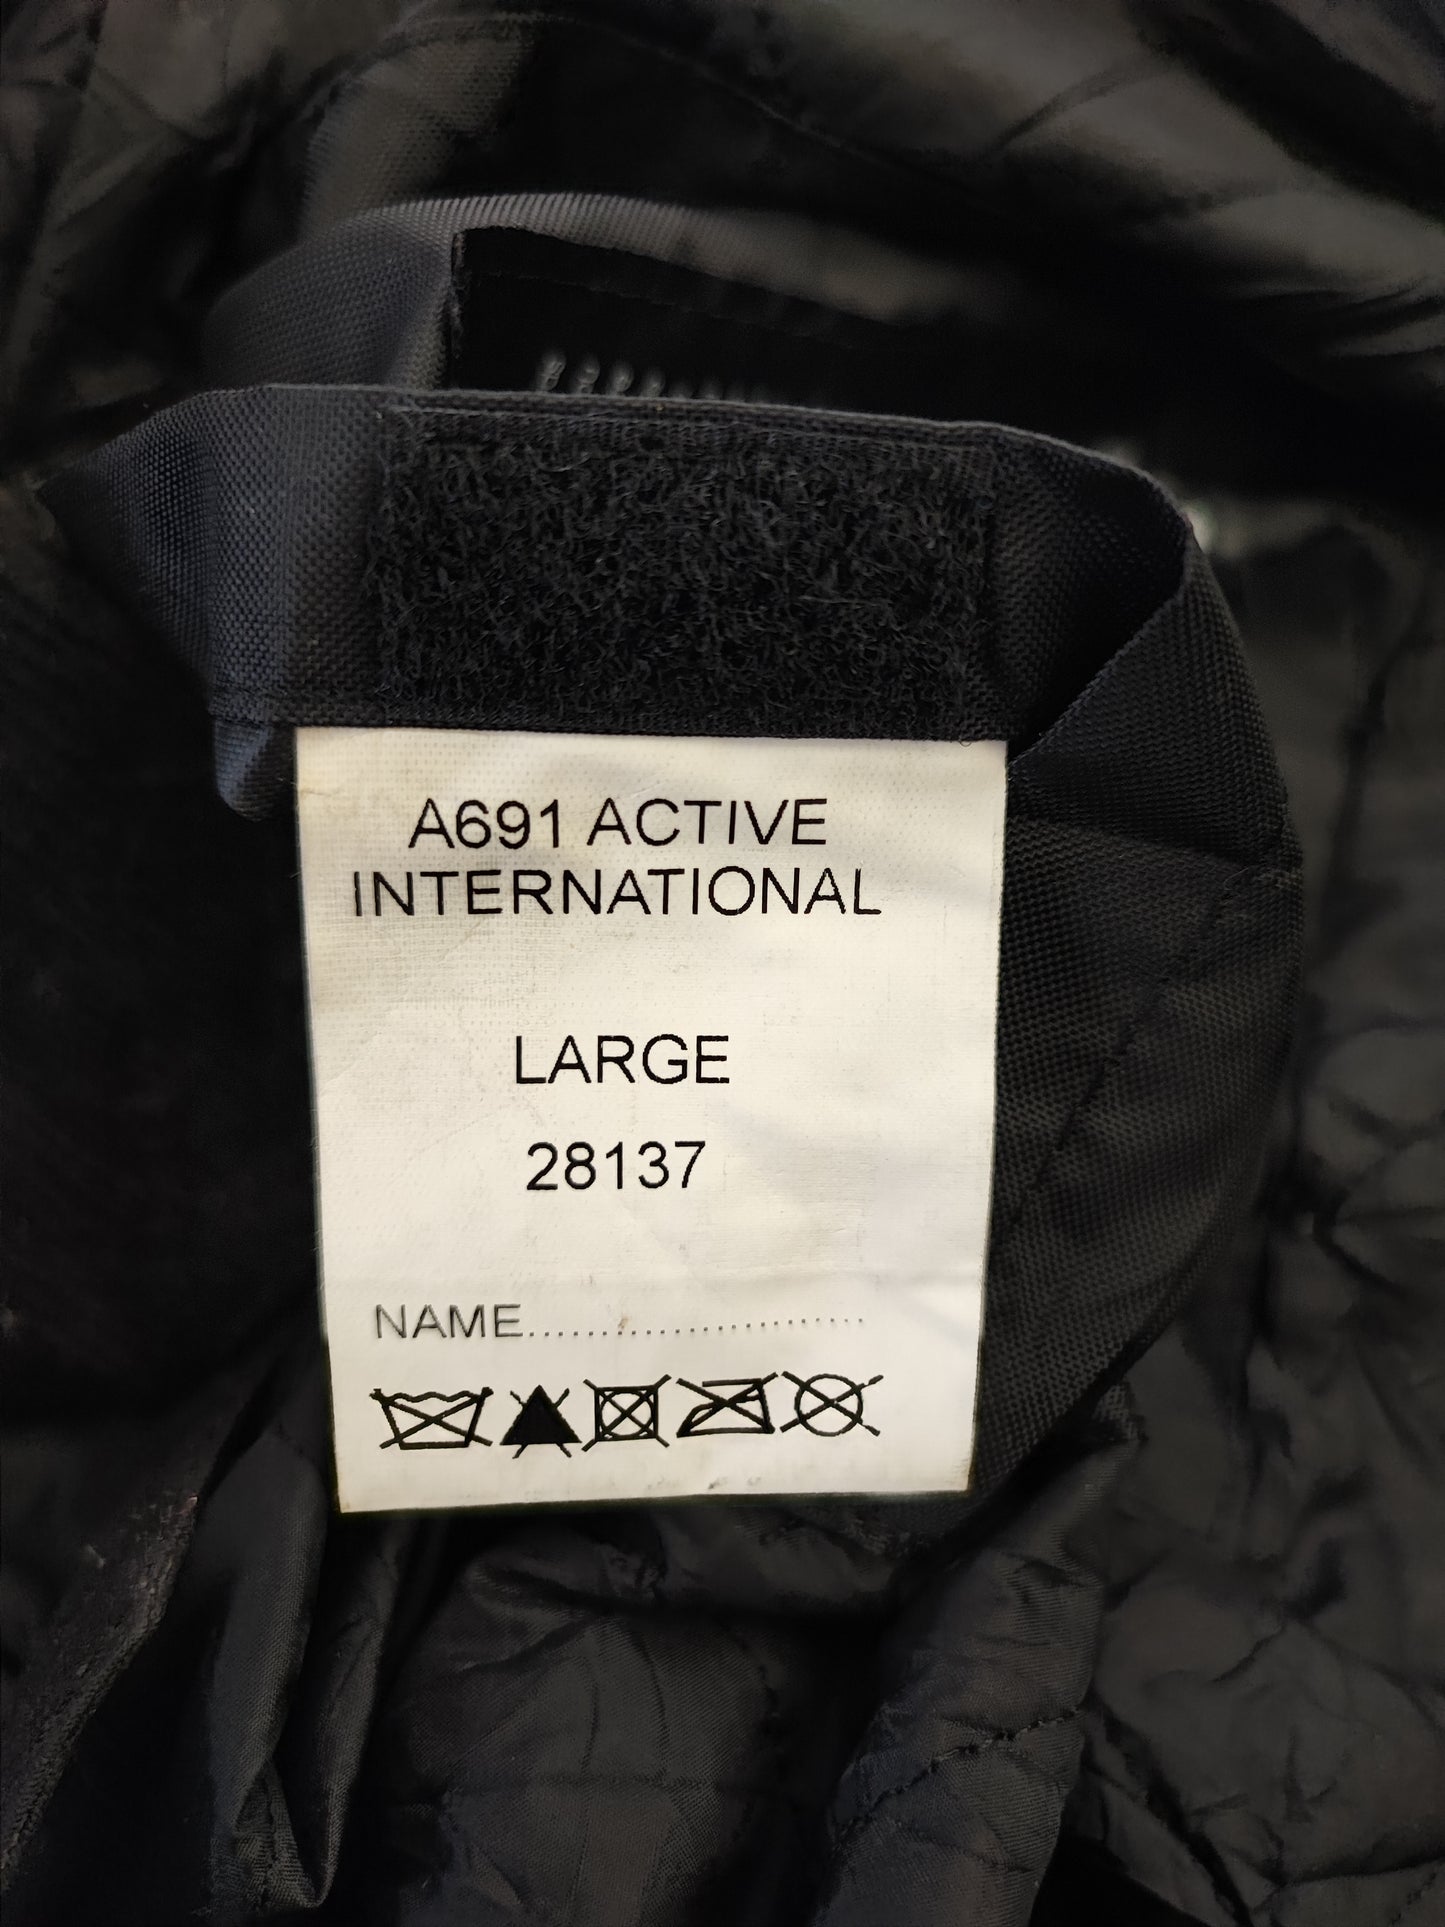 A691 ACTIVE
INTERNATIONAL
LARGE
28137
NAME........................